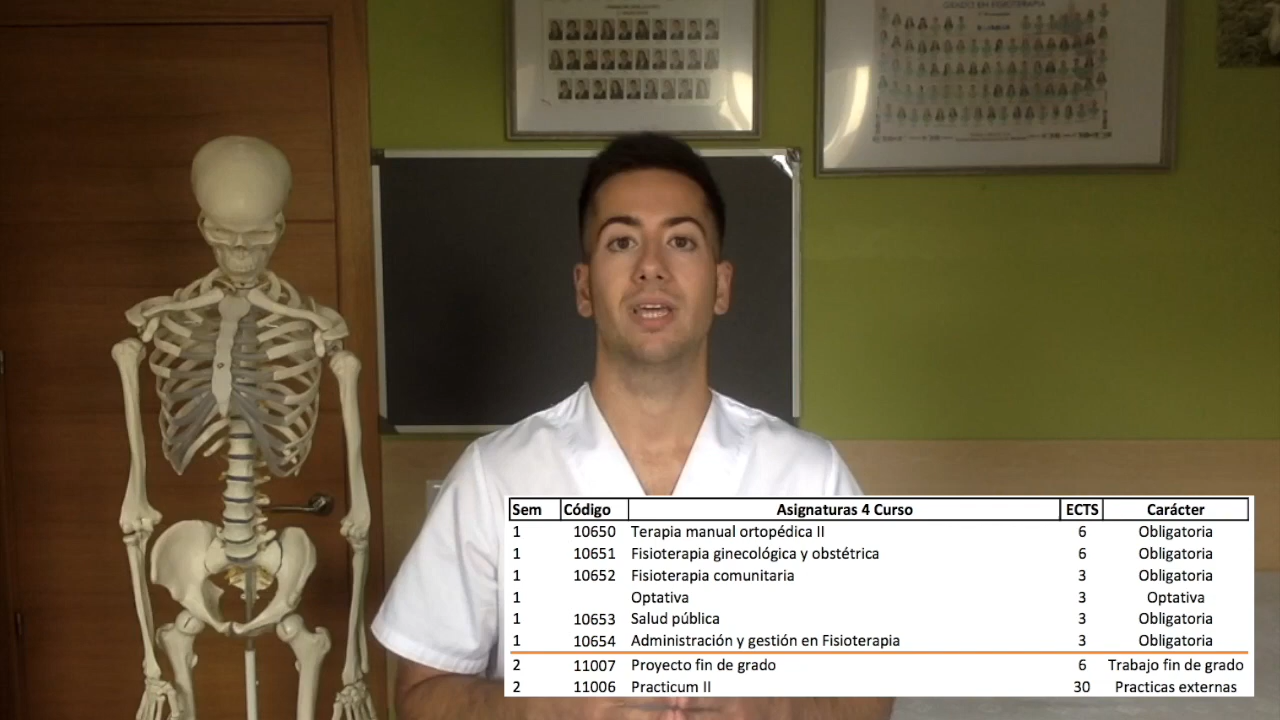 GRADO EN FISIOTERAPIA
Sem Código Asignaturas 4 Curso ECTS Carácter
1 10650 Terapia manual ortopédica II 6 Obligatoria
1 10651 Fisioterapia ginecológica y obstétrica 6 Obligatoria
1 10652 Fisioterapia comunitaria 3 Obligatoria
1 Optativa 3 Optativa
1 10653 Salud pública 3 Obligatoria
1 10654 Administración y gestión en Fisioterapia 3 Obligatoria
2 11007 Proyecto fin de grado 6 Trabajo fin de grado
2 11006 Practicum II 30 Practicas externas